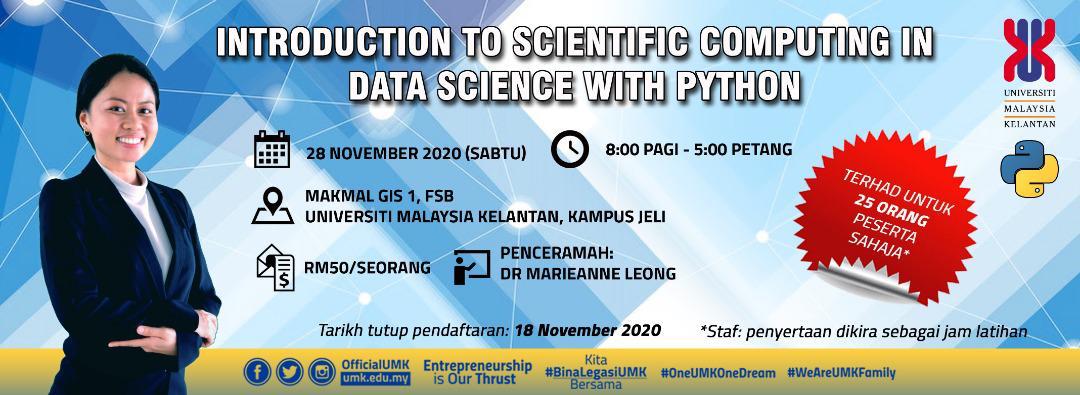 INTRODUCTION TO SCIENTIFIC COMPUTING IN
DATA SCIENCE WITH PYTHON
UNIVERSITI
MALAYSIA
KELANTAN
28 NOVEMBER 2020 (SABTU)
8:00 PAGI - 5:00 PETANG
MAKMAL GIS 1, FSB
UNIVERSITI MALAYSIA KELANTAN, KAMPUS JELI
TERHAD UNTUK
25 ORANG
PESERTA
SAHAJA*
RM50/SEORANG
PENCERAMAH:
DR MARIEANNE LEONG
Tarikh tutup pendaftaran: 18 November 2020
*Staf: penyertaan dikira sebagai jam latihan
OfficialUMK
umk.edu.my
Entrepreneurship
is Our Thrust
Kita
#BinaLegasiUMK
Bersama
#OneUMKOneDream
#WeAreUMKFamily